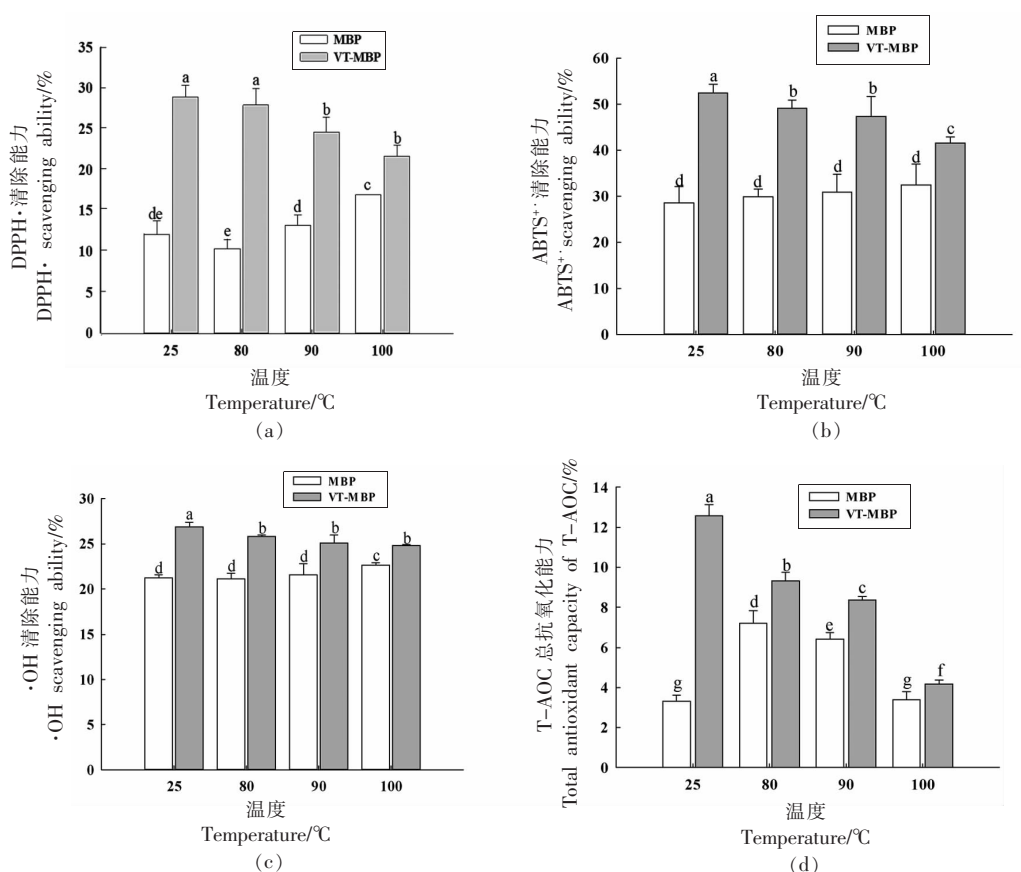 MBP
VT-MBP
DPPH·清除能力
DPPH· scavenging ability/%
35
30
25
20
15
10
5
0
de
a
e
a
d
b
c
b
25 80 90 100
温度
Temperature/℃
(a)
MBP
VT-MBP
ABTS⁺·清除能力
ABTS⁺· scavenging ability/%
60
50
40
30
20
10
0
d
a
d
b
d
b
d
c
25 80 90 100
温度
Temperature/℃
(b)
MBP
VT-MBP
·OH 清除能力
·OH scavenging ability/%
30
25
20
15
10
5
0
d
a
d
b
d
b
c
b
25 80 90 100
温度
Temperature/℃
(c)
MBP
VT-MBP
T-AOC 总抗氧化能力
Total antioxidant capacity of T-AOC/%
14
12
10
8
6
4
2
0
g
a
d
b
e
c
g
f
25 80 90 100
温度
Temperature/℃
(d)